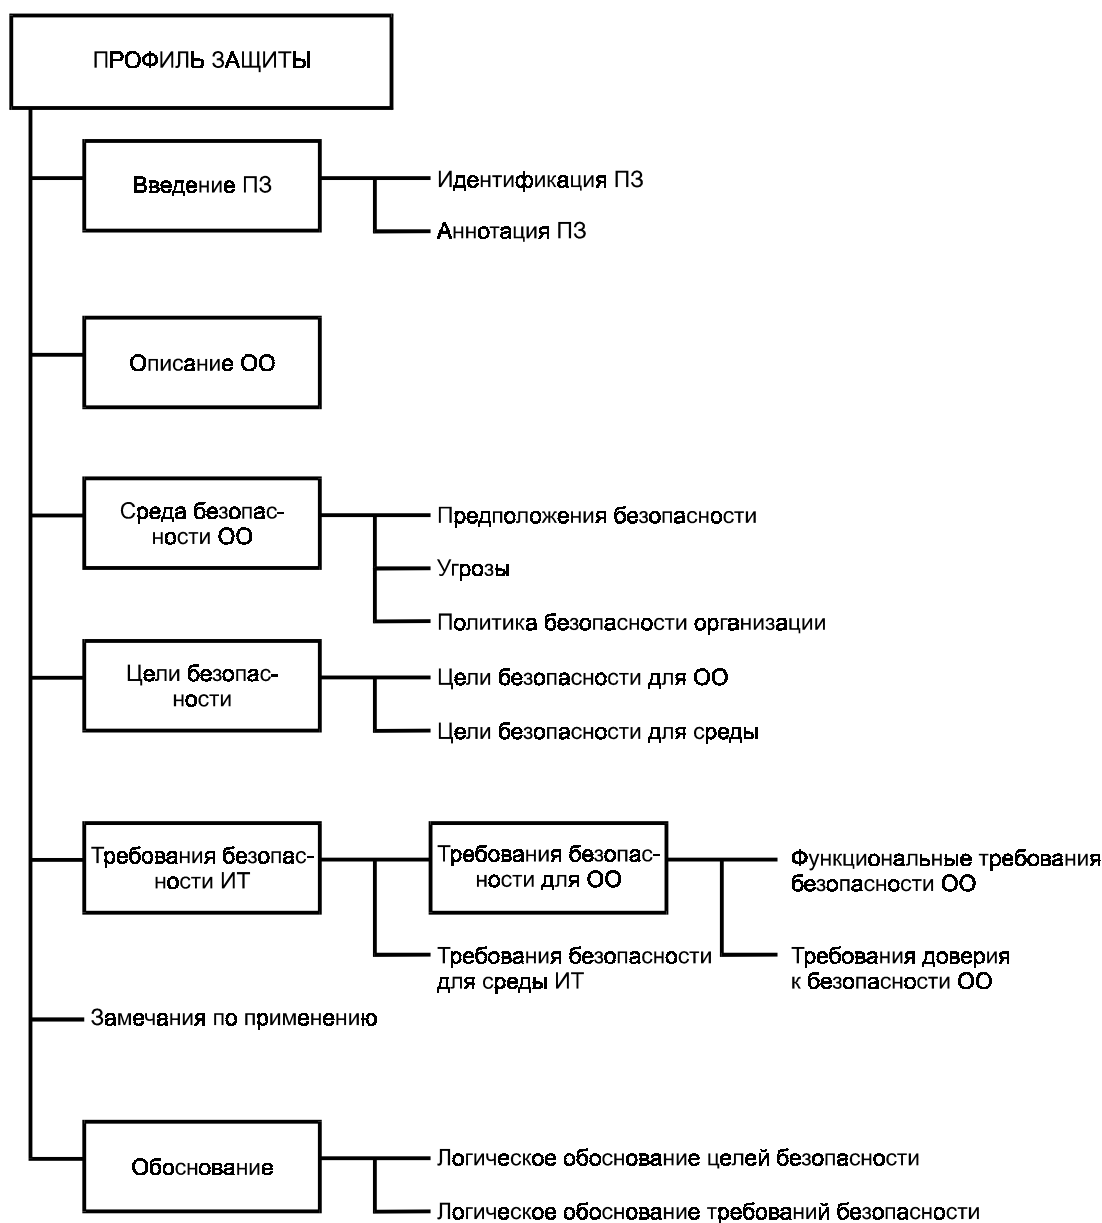 ПРОФИЛЬ ЗАЩИТЫ
Введение ПЗ
Идентификация ПЗ
Аннотация ПЗ
Описание ОО
Среда безопас-
ности ОО
Предположения безопасности
Угрозы
Политика безопасности организации
Цели безопас-
ности
Цели безопасности для ОО
Цели безопасности для среды
Требования безопас-
ности ИТ
Требования безопас-
ности для ОО
Функциональные требования
безопасности ОО
Требования безопасности
для среды ИТ
Требования доверия
к безопасности ОО
Замечания по применению
Обоснование
Логическое обоснование целей безопасности
Логическое обоснование требований безопасности